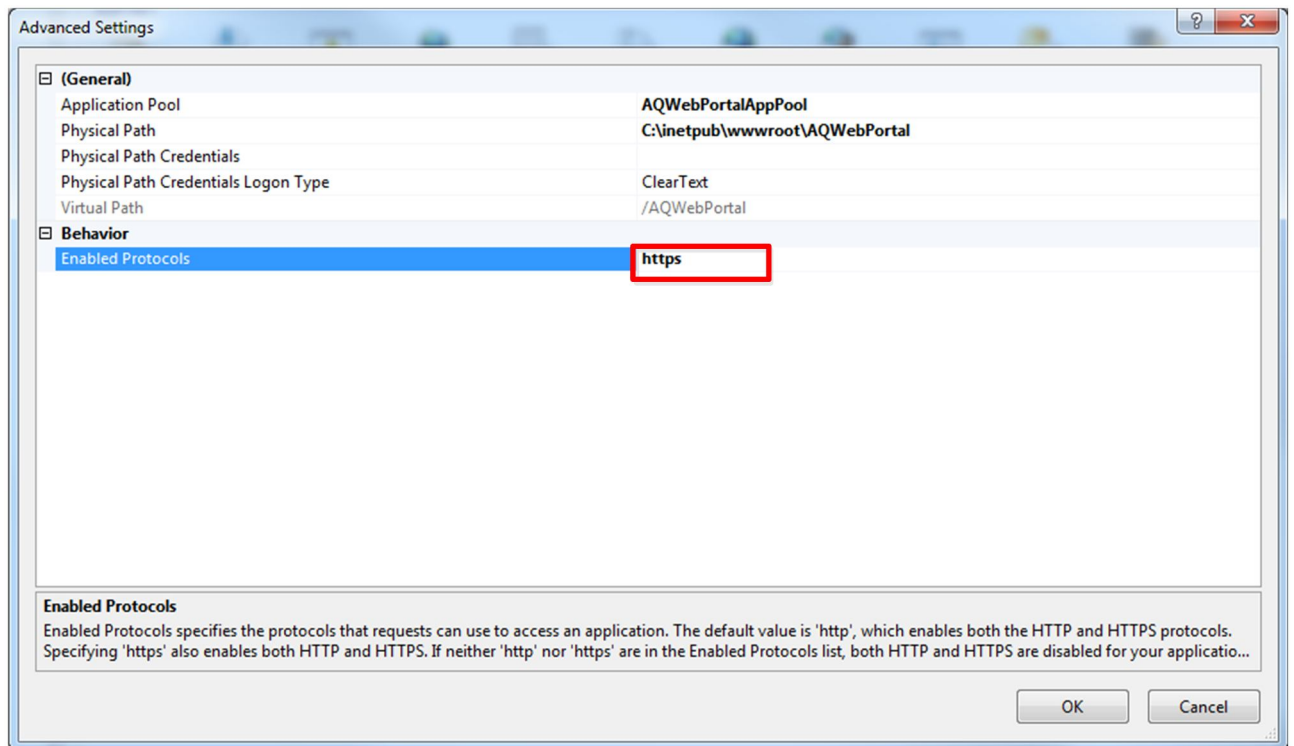 Advanced Settings
(General)
Application Pool AQWebPortalAppPool
Physical Path C:\inetpub\wwwroot\AQWebPortal
Physical Path Credentials
Physical Path Credentials Logon Type ClearText
Virtual Path /AQWebPortal
Behavior
Enabled Protocols https
Enabled Protocols
Enabled Protocols specifies the protocols that requests can use to access an application. The default value is 'http', which enables both the HTTP and HTTPS protocols.
Specifying 'https' also enables both HTTP and HTTPS. If neither 'http' nor 'https' are in the Enabled Protocols list, both HTTP and HTTPS are disabled for your applicatio...
OK Cancel